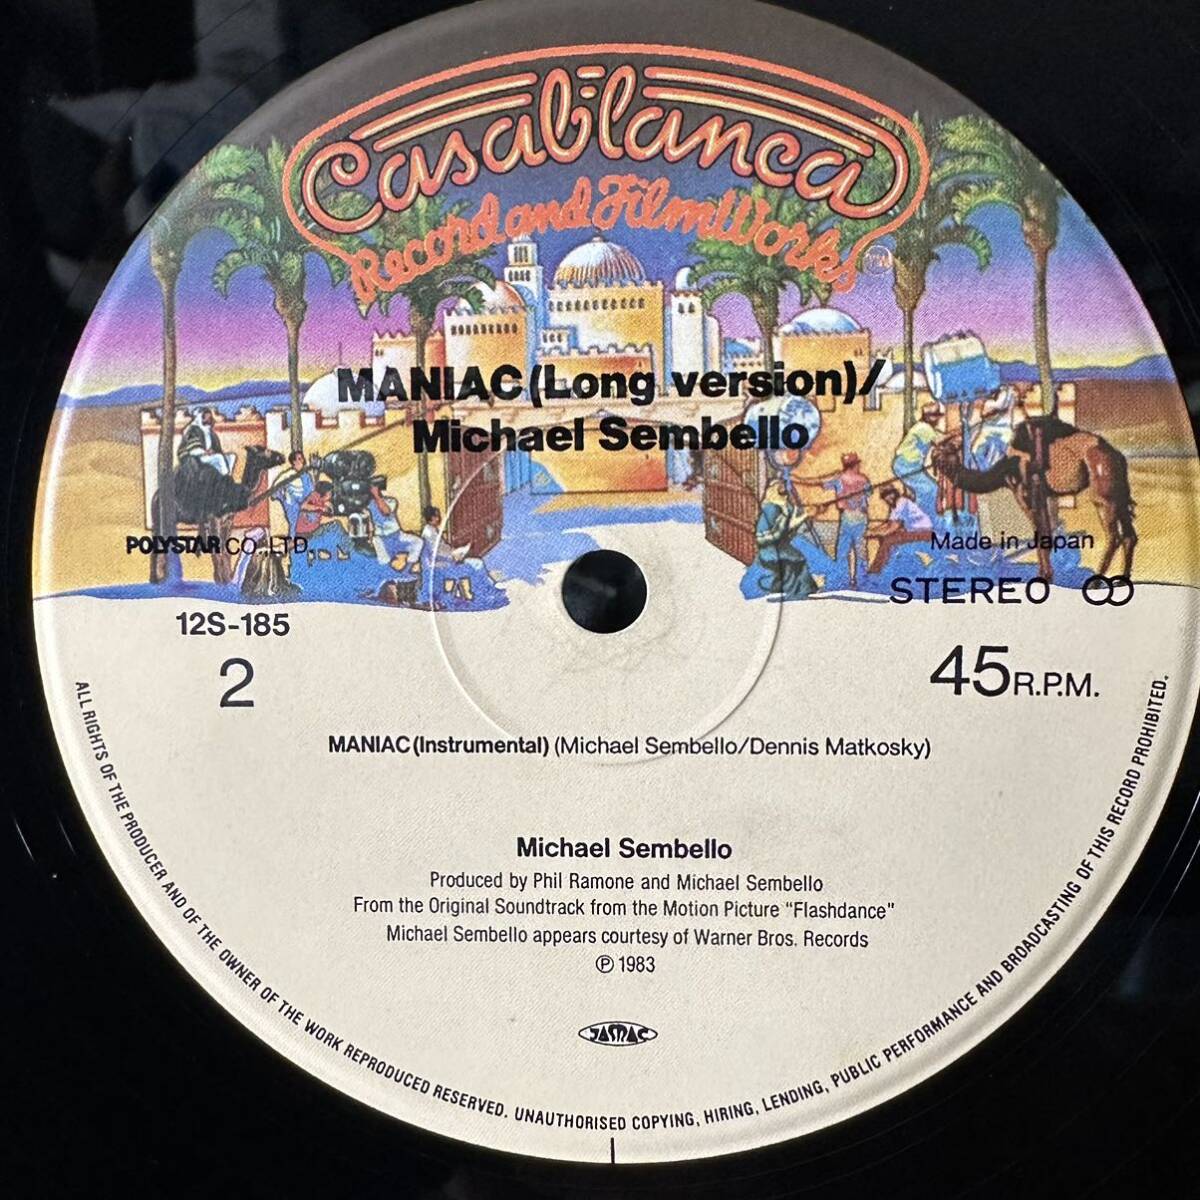 Casablanca
Record and FilmWorks
TM
MANIAC (Long version)/
Michael Sembello
POLYSTAR CO., LTD.
Made in Japan
STEREO
12S-185
2
45 R.P.M.
MANIAC (Instrumental) (Michael Sembello/Dennis Matkosky)
Michael Sembello
Produced by Phil Ramone and Michael Sembello
From the Original Soundtrack from the Motion Picture "Flashdance"
Michael Sembello appears courtesy of Warner Bros. Records
Ⓟ 1983
JASRAC
ALL RIGHTS OF THE PRODUCER AND OF THE OWNER OF THE WORK REPRODUCED RESERVED. UNAUTHORISED COPYING, HIRING, LENDING, PUBLIC PERFORMANCE AND BROADCASTING OF THIS RECORD PROHIBITED.